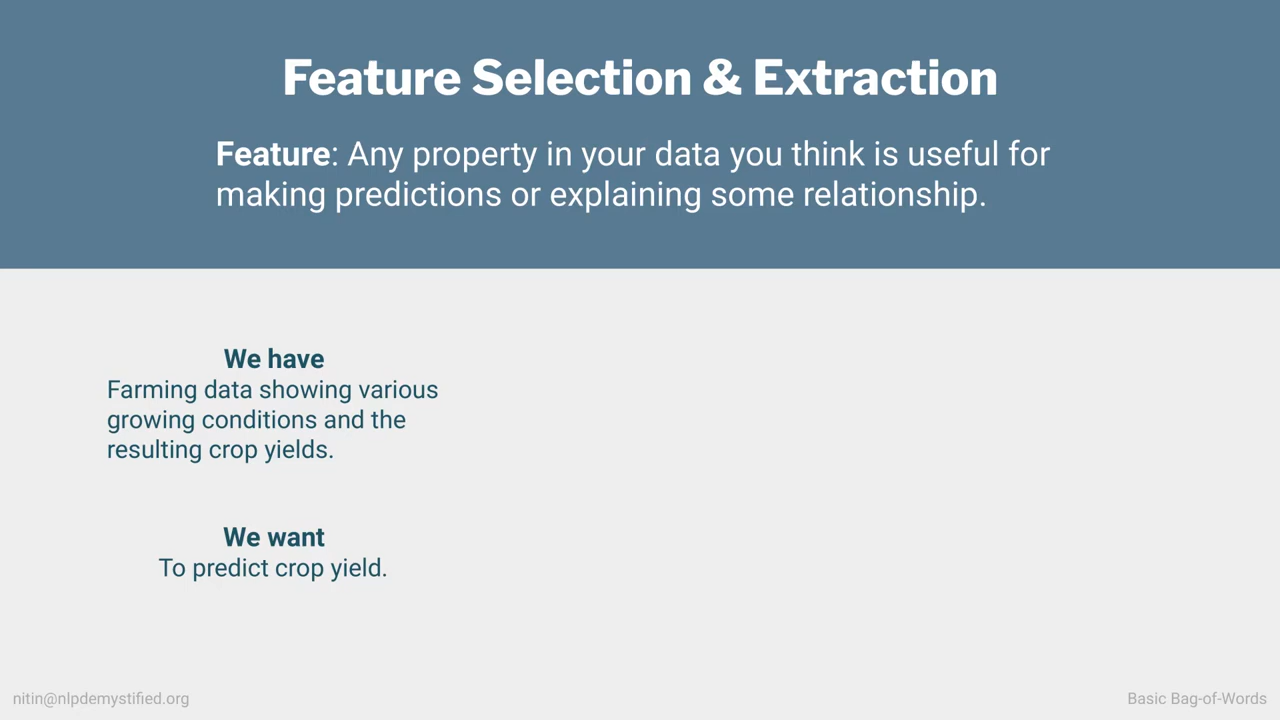 Feature Selection & Extraction
Feature: Any property in your data you think is useful for
making predictions or explaining some relationship.
We have
Farming data showing various
growing conditions and the
resulting crop yields.
We want
To predict crop yield.
nitin@nlpdemystified.org
Basic Bag-of-Words